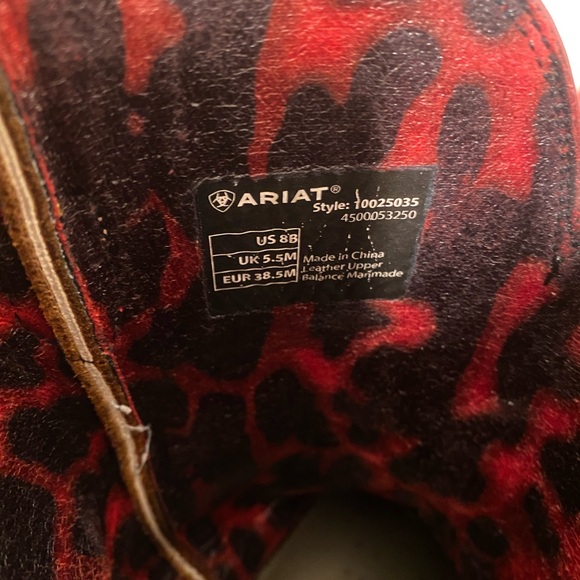 ARIAT®
Style: 10025035
4500053250
US 8B
UK 5.5M
EUR 38.5M
Made in China
Leather Upper
Balance Manmade